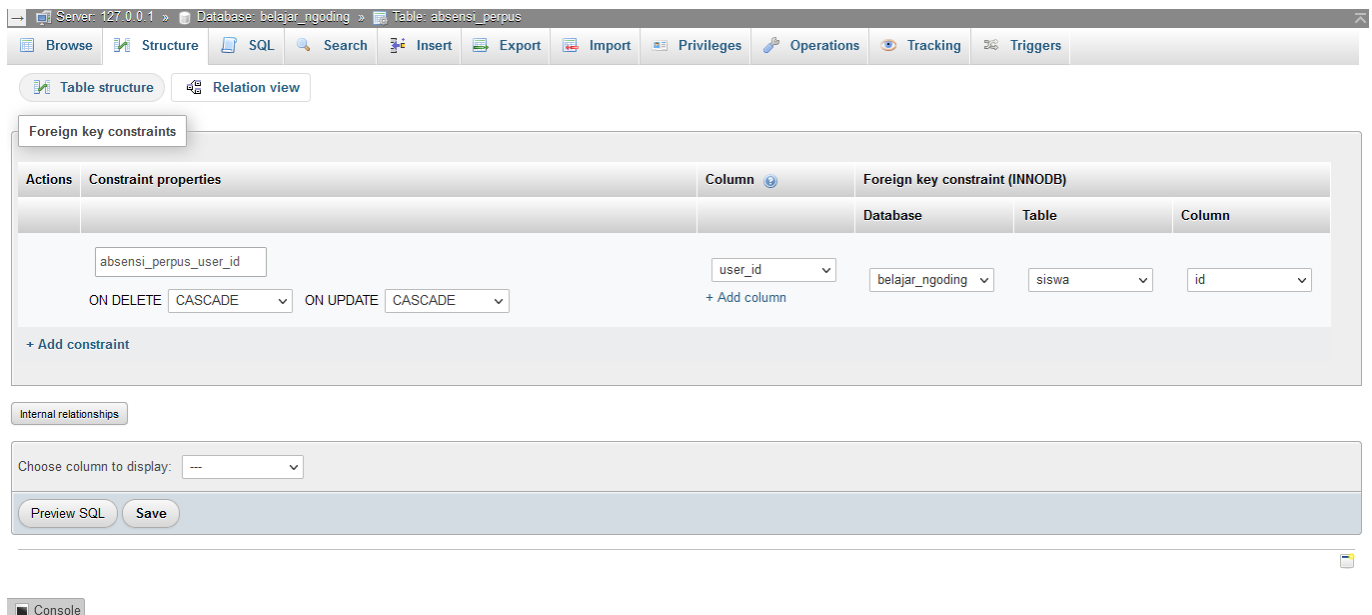 Server: 127.0.0.1 » Database: belajar_ngoding » Table: absensi_perpus
Browse Structure SQL Search Insert Export Import Privileges Operations Tracking Triggers
Table structure Relation view
Foreign key constraints
Actions Constraint properties Column Foreign key constraint (INNODB)
Database Table Column
absensi_perpus_user_id
user_id belajar_ngoding siswa id
ON DELETE CASCADE ON UPDATE CASCADE + Add column
+ Add constraint
Internal relationships
Choose column to display: ---
Preview SQL Save
Console